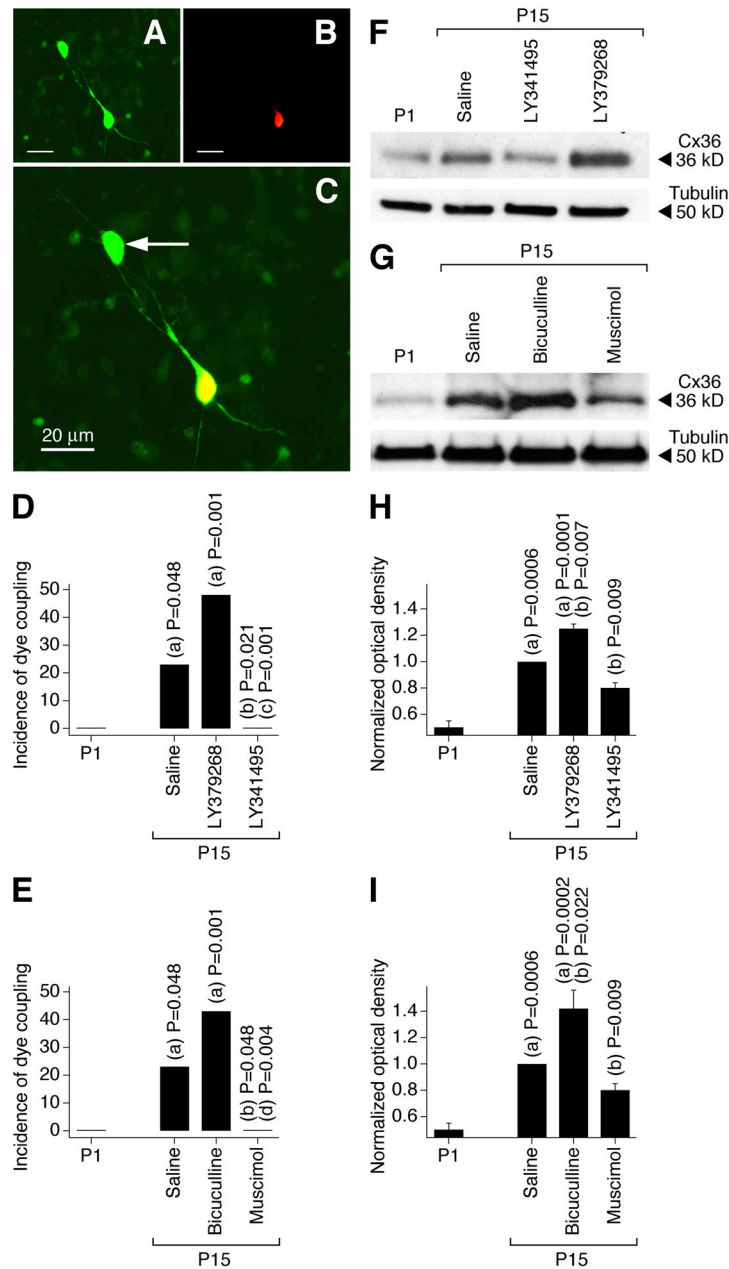 A
B
C
20 µm
F
P15
P1
Saline
LY341495
LY379268
Cx36
36 kD
Tubulin
50 kD
G
P15
P1
Saline
Bicuculline
Muscimol
Cx36
36 kD
Tubulin
50 kD
D
Incidence of dye coupling
50
40
30
20
10
0
(a) P=0.048
(a) P=0.001
(b) P=0.021
(c) P=0.001
P1
Saline
LY379268
LY341495
P15
H
Normalized optical density
1.4
1.2
1.0
0.8
0.6
(a) P=0.0006
(a) P=0.0001
(b) P=0.007
(b) P=0.009
P1
Saline
LY379268
LY341495
P15
E
Incidence of dye coupling
50
40
30
20
10
0
(a) P=0.048
(a) P=0.001
(b) P=0.048
(d) P=0.004
P1
Saline
Bicuculline
Muscimol
P15
I
Normalized optical density
1.4
1.2
1.0
0.8
0.6
(a) P=0.0006
(a) P=0.0002
(b) P=0.022
(b) P=0.009
P1
Saline
Bicuculline
Muscimol
P15